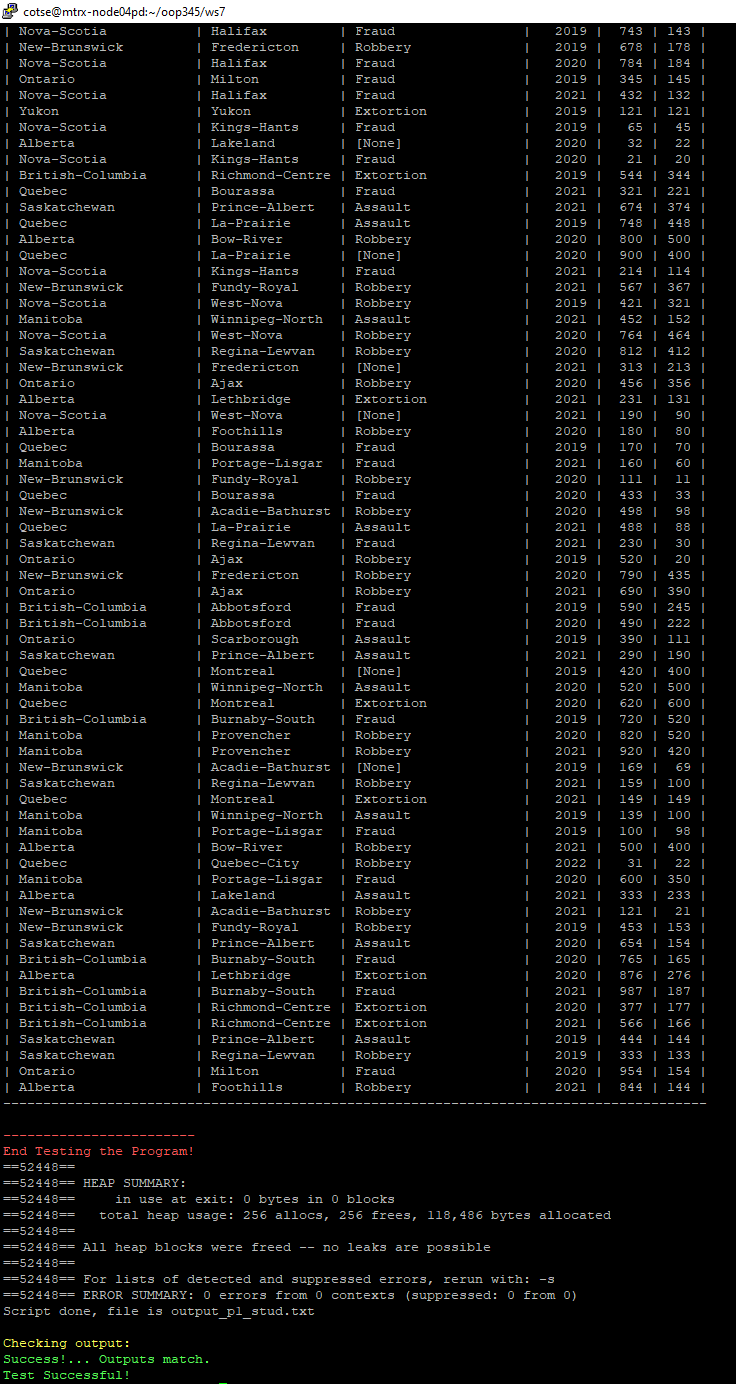 cotse@mtrx-node04pd:~/oop345/ws7
| Nova-Scotia | Halifax | Fraud | 2019 | 743 | 143 |
| New-Brunswick | Fredericton | Robbery | 2019 | 678 | 178 |
| Nova-Scotia | Halifax | Fraud | 2020 | 784 | 184 |
| Ontario | Milton | Fraud | 2019 | 345 | 145 |
| Nova-Scotia | Halifax | Fraud | 2021 | 432 | 132 |
| Yukon | Yukon | Extortion | 2019 | 121 | 121 |
| Nova-Scotia | Kings-Hants | Fraud | 2019 | 65 | 45 |
| Alberta | Lakeland | [None] | 2020 | 32 | 22 |
| Nova-Scotia | Kings-Hants | Fraud | 2020 | 21 | 20 |
| British-Columbia | Richmond-Centre | Extortion | 2019 | 544 | 344 |
| Quebec | Bourassa | Fraud | 2021 | 321 | 221 |
| Saskatchewan | Prince-Albert | Assault | 2021 | 674 | 374 |
| Quebec | La-Prairie | Assault | 2019 | 748 | 448 |
| Alberta | Bow-River | Robbery | 2020 | 800 | 500 |
| Quebec | La-Prairie | [None] | 2020 | 900 | 400 |
| Nova-Scotia | Kings-Hants | Fraud | 2021 | 214 | 114 |
| New-Brunswick | Fundy-Royal | Robbery | 2021 | 567 | 367 |
| Nova-Scotia | West-Nova | Robbery | 2019 | 421 | 321 |
| Manitoba | Winnipeg-North | Assault | 2021 | 452 | 152 |
| Nova-Scotia | West-Nova | Robbery | 2020 | 764 | 464 |
| Saskatchewan | Regina-Lewvan | Robbery | 2020 | 812 | 412 |
| New-Brunswick | Fredericton | [None] | 2021 | 313 | 213 |
| Ontario | Ajax | Robbery | 2020 | 456 | 356 |
| Alberta | Lethbridge | Extortion | 2021 | 231 | 131 |
| Nova-Scotia | West-Nova | [None] | 2021 | 190 | 90 |
| Alberta | Foothills | Robbery | 2020 | 180 | 80 |
| Quebec | Bourassa | Fraud | 2019 | 170 | 70 |
| Manitoba | Portage-Lisgar | Fraud | 2021 | 160 | 60 |
| New-Brunswick | Fundy-Royal | Robbery | 2020 | 111 | 11 |
| Quebec | Bourassa | Fraud | 2020 | 433 | 33 |
| New-Brunswick | Acadie-Bathurst | Robbery | 2020 | 498 | 98 |
| Quebec | La-Prairie | Assault | 2021 | 488 | 88 |
| Saskatchewan | Regina-Lewvan | Fraud | 2021 | 230 | 30 |
| Ontario | Ajax | Robbery | 2019 | 520 | 20 |
| New-Brunswick | Fredericton | Robbery | 2020 | 790 | 435 |
| Ontario | Ajax | Robbery | 2021 | 690 | 390 |
| British-Columbia | Abbotsford | Fraud | 2019 | 590 | 245 |
| British-Columbia | Abbotsford | Fraud | 2020 | 490 | 222 |
| Ontario | Scarborough | Assault | 2019 | 390 | 111 |
| Saskatchewan | Prince-Albert | Assault | 2021 | 290 | 190 |
| Quebec | Montreal | [None] | 2019 | 420 | 400 |
| Manitoba | Winnipeg-North | Assault | 2020 | 520 | 500 |
| Quebec | Montreal | Extortion | 2020 | 620 | 600 |
| British-Columbia | Burnaby-South | Fraud | 2019 | 720 | 520 |
| Manitoba | Provencher | Robbery | 2020 | 820 | 520 |
| Manitoba | Provencher | Robbery | 2021 | 920 | 420 |
| New-Brunswick | Acadie-Bathurst | [None] | 2019 | 169 | 69 |
| Saskatchewan | Regina-Lewvan | Robbery | 2021 | 159 | 100 |
| Quebec | Montreal | Extortion | 2021 | 149 | 149 |
| Manitoba | Winnipeg-North | Assault | 2019 | 139 | 100 |
| Manitoba | Portage-Lisgar | Fraud | 2019 | 100 | 98 |
| Alberta | Bow-River | Robbery | 2021 | 500 | 400 |
| Quebec | Quebec-City | Robbery | 2022 | 31 | 22 |
| Manitoba | Portage-Lisgar | Fraud | 2020 | 600 | 350 |
| Alberta | Lakeland | Assault | 2021 | 333 | 233 |
| New-Brunswick | Acadie-Bathurst | Robbery | 2021 | 121 | 21 |
| New-Brunswick | Fundy-Royal | Robbery | 2019 | 453 | 153 |
| Saskatchewan | Prince-Albert | Assault | 2020 | 654 | 154 |
| British-Columbia | Burnaby-South | Fraud | 2020 | 765 | 165 |
| Alberta | Lethbridge | Extortion | 2020 | 876 | 276 |
| British-Columbia | Burnaby-South | Fraud | 2021 | 987 | 187 |
| British-Columbia | Richmond-Centre | Extortion | 2020 | 377 | 177 |
| British-Columbia | Richmond-Centre | Extortion | 2021 | 566 | 166 |
| Saskatchewan | Prince-Albert | Assault | 2019 | 444 | 144 |
| Saskatchewan | Regina-Lewvan | Robbery | 2019 | 333 | 133 |
| Ontario | Milton | Fraud | 2020 | 954 | 154 |
| Alberta | Foothills | Robbery | 2021 | 844 | 144 |
----------------------------------------------------------------------------------------
------------------------
End Testing the Program!
==52448==
==52448== HEAP SUMMARY:
==52448==     in use at exit: 0 bytes in 0 blocks
==52448==   total heap usage: 256 allocs, 256 frees, 118,486 bytes allocated
==52448==
==52448== All heap blocks were freed -- no leaks are possible
==52448==
==52448== For lists of detected and suppressed errors, rerun with: -s
==52448== ERROR SUMMARY: 0 errors from 0 contexts (suppressed: 0 from 0)
Script done, file is output_p1_stud.txt
Checking output:
Success!... Outputs match.
Test Successful!